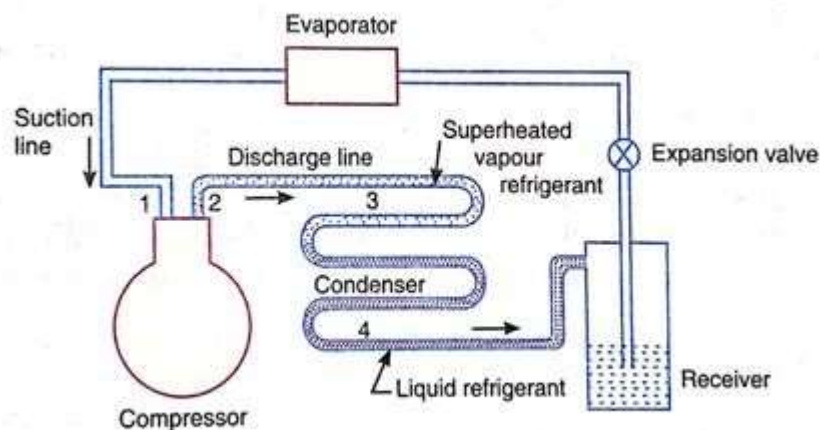 Evaporator
Suction
line
Discharge line
Superheated
vapour
refrigerant
Expansion valve
1
2
3
Condenser
4
Liquid refrigerant
Receiver
Compressor